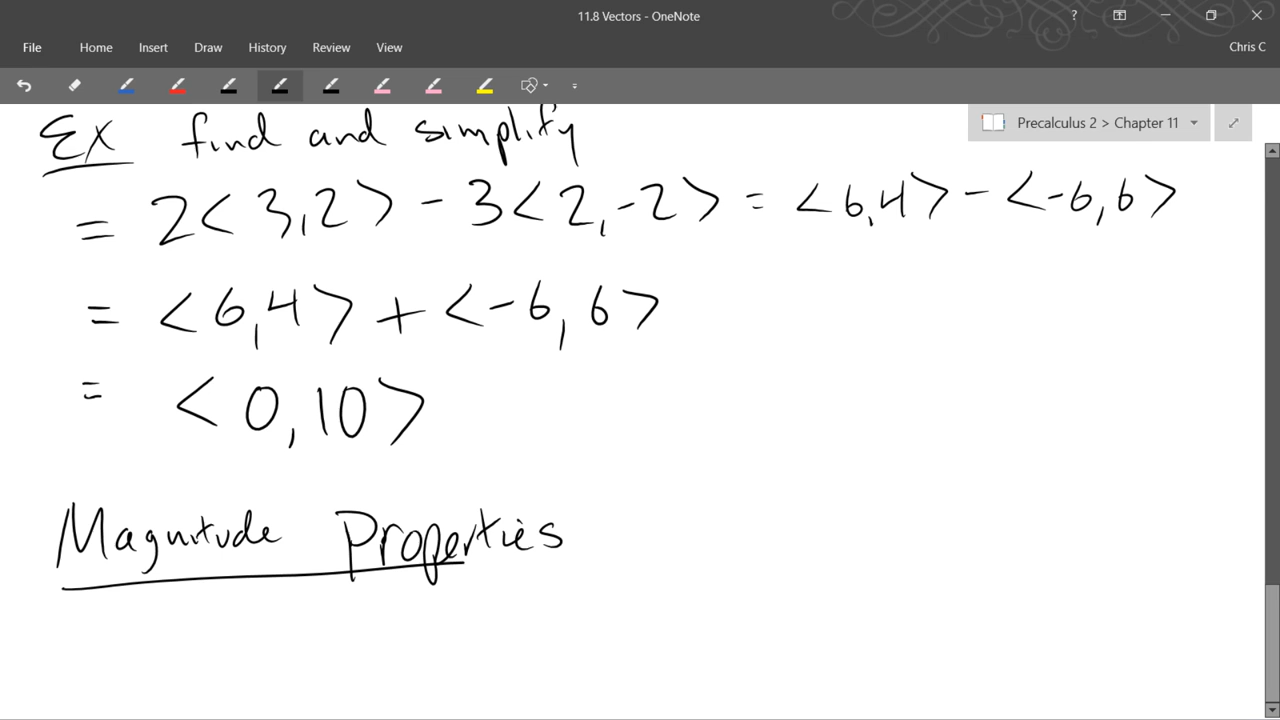 11.8 Vectors - OneNote
?
File Home Insert Draw History Review View
Chris C
Precalculus 2 > Chapter 11
Ex find and simplify
= 2<3,2> - 3<2,-2> = <6,4> - <-6,6>
= <6,4> + <-6,6>
= <0,10>
Magnitude Properties